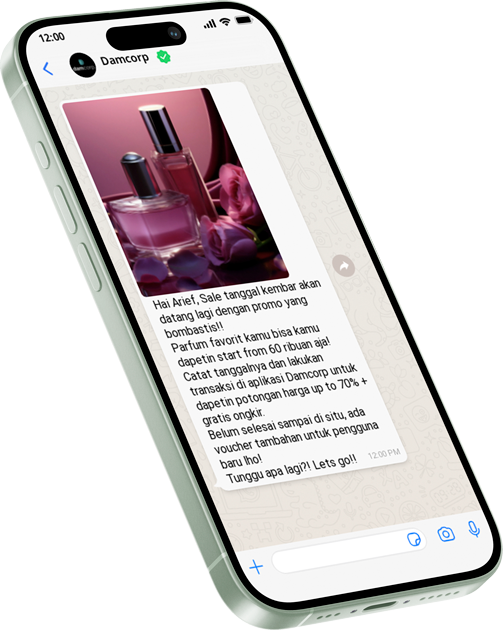 12:00
Damcorp
damcorp
Hai Arief, Sale tanggal kembar akan
datang lagi dengan promo yang
bombastis!!
Parfum favorit kamu bisa kamu
dapetin start from 60 ribuan aja!
Catat tanggalnya dan lakukan
transaksi di aplikasi Damcorp untuk
dapetin potongan harga up to 70% +
gratis ongkir.
Belum selesai sampai di situ, ada
voucher tambahan untuk pengguna
baru lho!
Tunggu apa lagi?! Lets go!!
12:00 PM